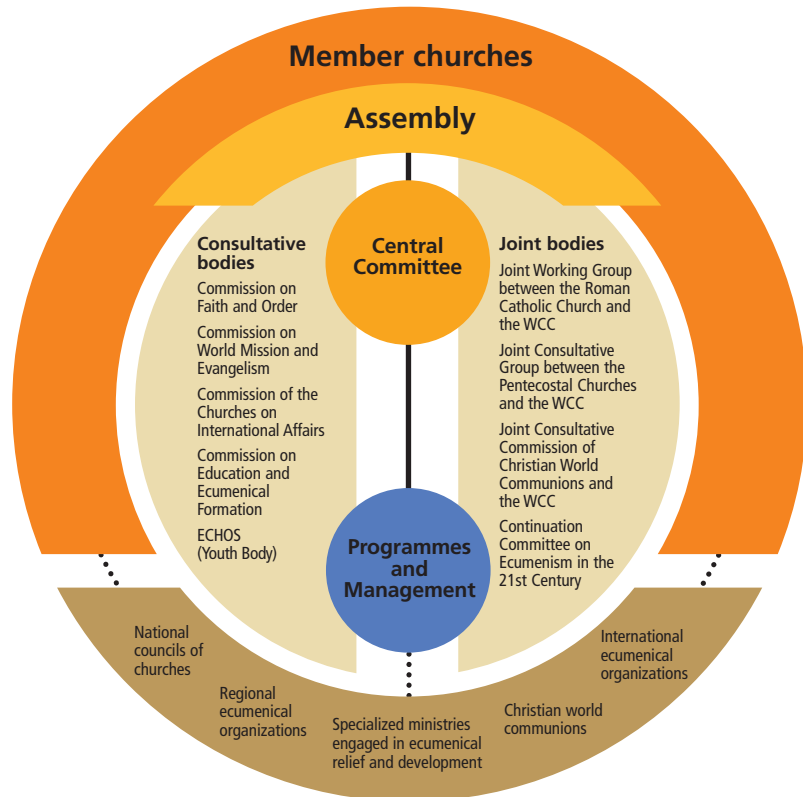 Member churches
Assembly
Central
Committee
Consultative
bodies
Commission on
Faith and Order
Commission on
World Mission and
Evangelism
Commission of the
Churches on
International Affairs
Commission on
Education and
Ecumenical
Formation
ECHOS
(Youth Body)
Joint bodies
Joint Working Group
between the Roman
Catholic Church and
the WCC
Joint Consultative
Group between the
Pentecostal Churches
and the WCC
Joint Consultative
Commission of
Christian World
Communions and
the WCC
Continuation
Committee on
Ecumenism in the
21st Century
Programmes
and
Management
National
councils of
churches
Regional
ecumenical
organizations
Specialized ministries
engaged in ecumenical
relief and development
Christian world
communions
International
ecumenical
organizations